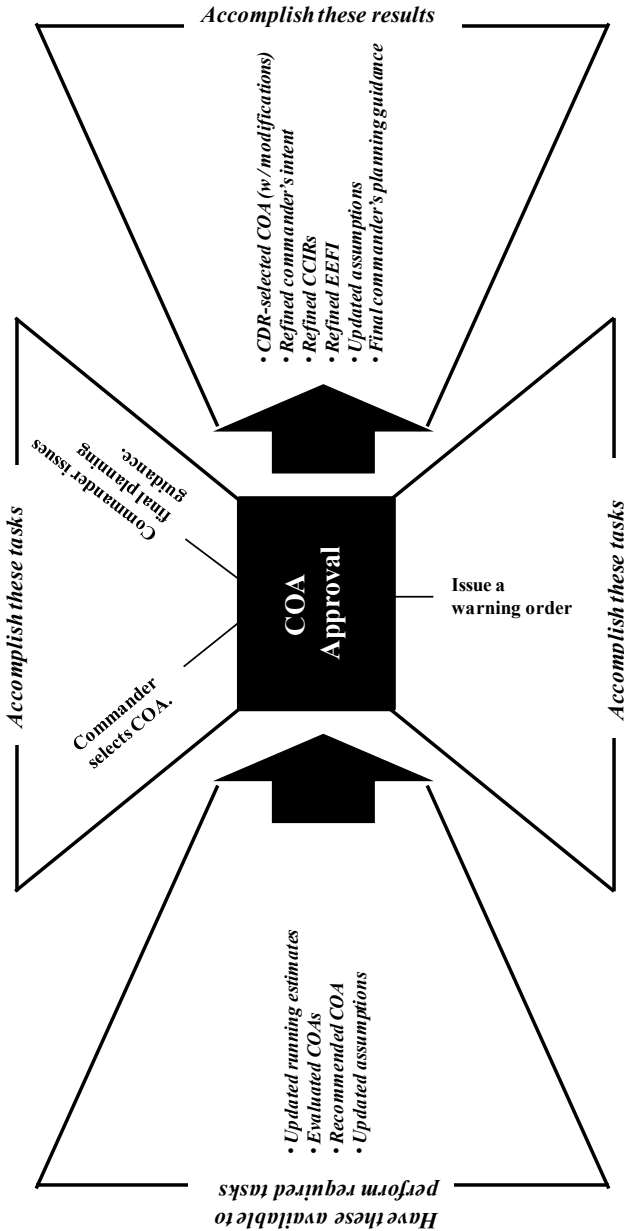 Accomplish these tasks
Have these available to
perform required tasks
• Updated running estimates
• Evaluated COAs
• Recommended COA
• Updated assumptions
Commander
selects COA.
Commander issues
final planning
guidance.
COA
Approval
Issue a
warning order
• CDR-selected COA (w/ modifications)
• Refined commander's intent
• Refined CCIRs
• Refined EEFI
• Updated assumptions
• Final commander's planning guidance
Accomplish these results
Accomplish these tasks